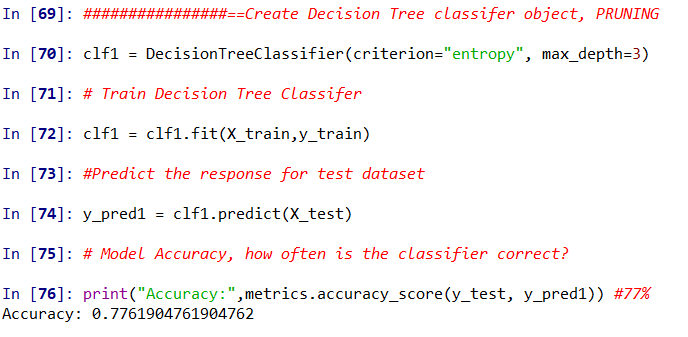 In [69]: ################==Create Decision Tree classifer object, PRUNING
In [70]: clf1 = DecisionTreeClassifier(criterion="entropy", max_depth=3)
In [71]: # Train Decision Tree Classifer
In [72]: clf1 = clf1.fit(X_train,y_train)
In [73]: #Predict the response for test dataset
In [74]: y_pred1 = clf1.predict(X_test)
In [75]: # Model Accuracy, how often is the classifier correct?
In [76]: print("Accuracy:",metrics.accuracy_score(y_test, y_pred1)) #77%
Accuracy: 0.7761904761904762